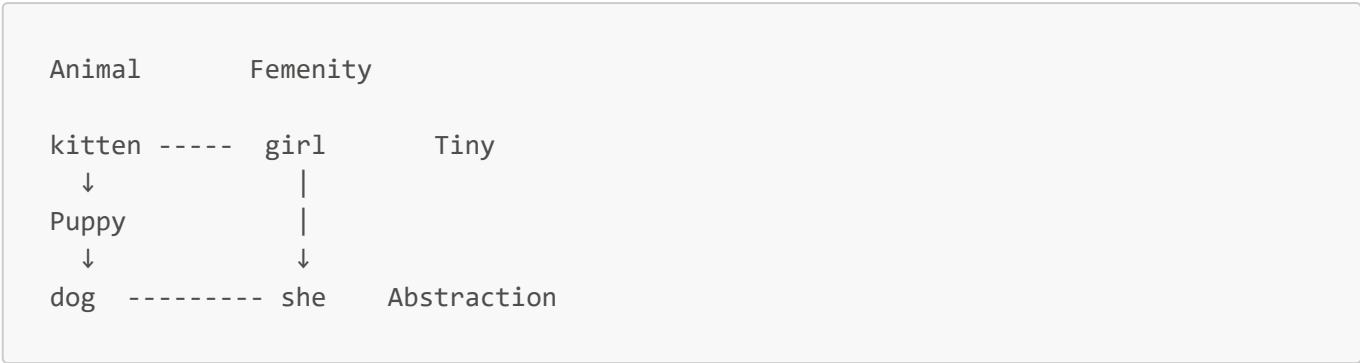 Animal Femenity
kitten ----- girl Tiny
↓ |
Puppy |
↓ ↓
dog --------- she Abstraction